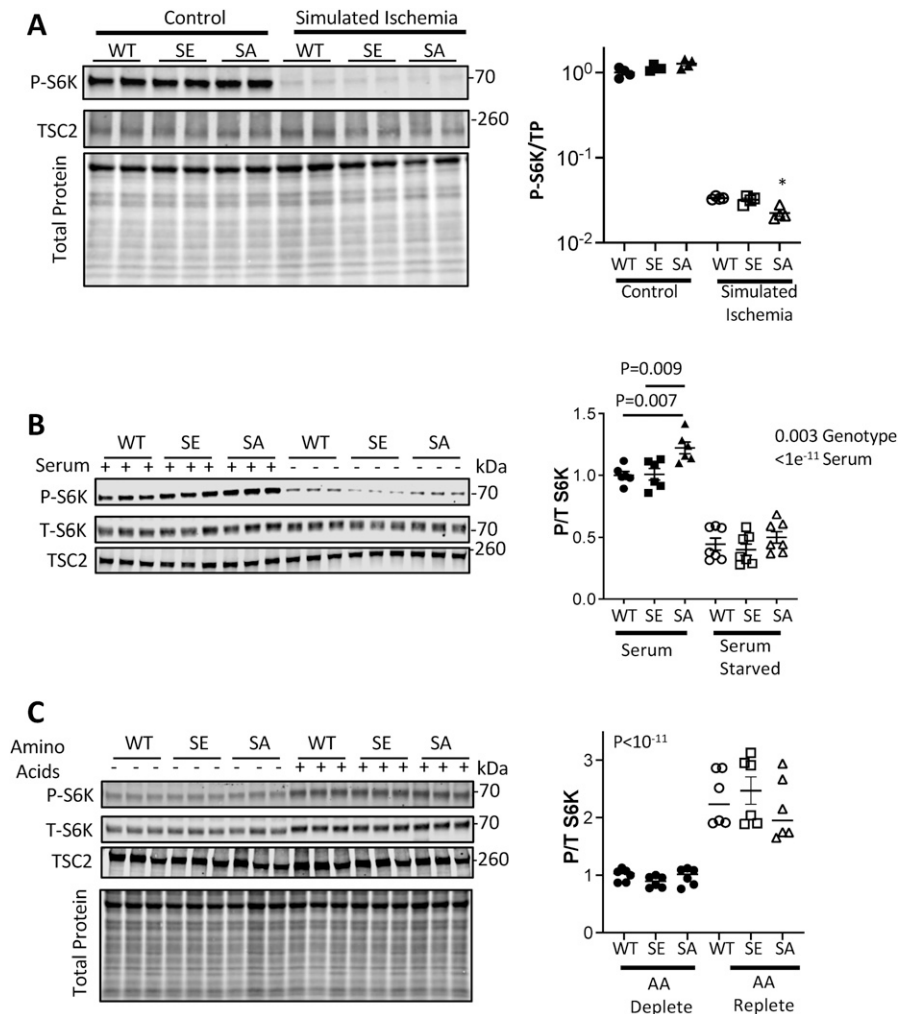 A
Control
Simulated Ischemia
WT SE SA WT SE SA
P-S6K
-70
TSC2
-260
Total Protein
P-S6K/TP
10⁰
10⁻¹
10⁻²
*
WT SE SA WT SE SA
Control
Simulated
Ischemia
B
WT SE SA WT SE SA
Serum + + + + + + + + + - - - - - - - - - kDa
P-S6K
-70
T-S6K
-70
TSC2
260
P/T S6K
P=0.009
P=0.007
0.003 Genotype
<1e⁻¹¹ Serum
1.5
1.0
0.5
0.0
WT SE SA WT SE SA
Serum
Serum
Starved
C
Amino
Acids
WT SE SA WT SE SA
- - - - - - - - - + + + + + + + + + kDa
P-S6K
-70
T-S6K
-70
TSC2
260
Total Protein
P/T S6K
P<10⁻¹¹
3
2
1
0
WT SE SA WT SE SA
AA
Deplete
AA
Replete